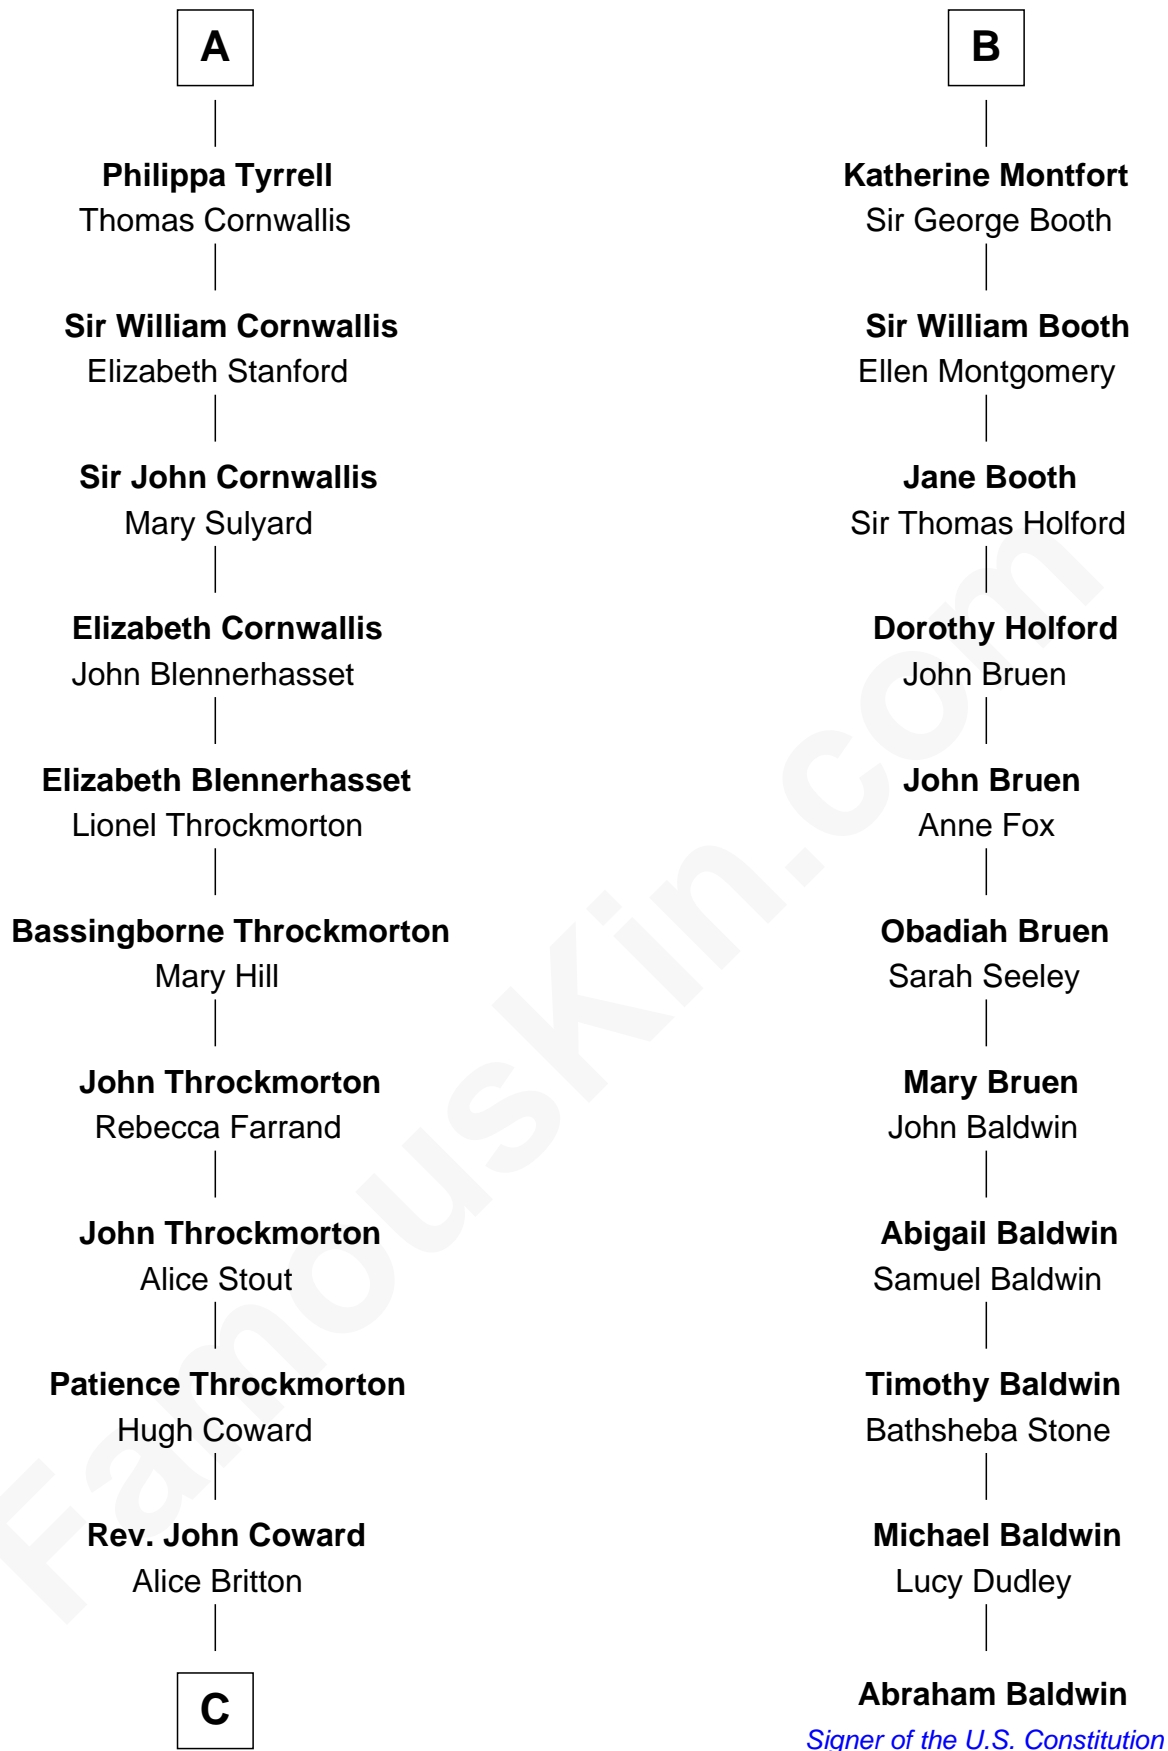 A
Philippa Tyrrell
Thomas Cornwallis
Sir William Cornwallis
Elizabeth Stanford
Sir John Cornwallis
Mary Sulyard
Elizabeth Cornwallis
John Blennerhasset
Elizabeth Blennerhasset
Lionel Throckmorton
Bassingborne Throckmorton
Mary Hill
John Throckmorton
Rebecca Farrand
John Throckmorton
Alice Stout
Patience Throckmorton
Hugh Coward
Rev. John Coward
Alice Britton
C
B
Katherine Montfort
Sir George Booth
Sir William Booth
Ellen Montgomery
Jane Booth
Sir Thomas Holford
Dorothy Holford
John Bruen
John Bruen
Anne Fox
Obadiah Bruen
Sarah Seeley
Mary Bruen
John Baldwin
Abigail Baldwin
Samuel Baldwin
Timothy Baldwin
Bathsheba Stone
Michael Baldwin
Lucy Dudley
Abraham Baldwin
Signer of the U.S. Constitution
FamousKin.com